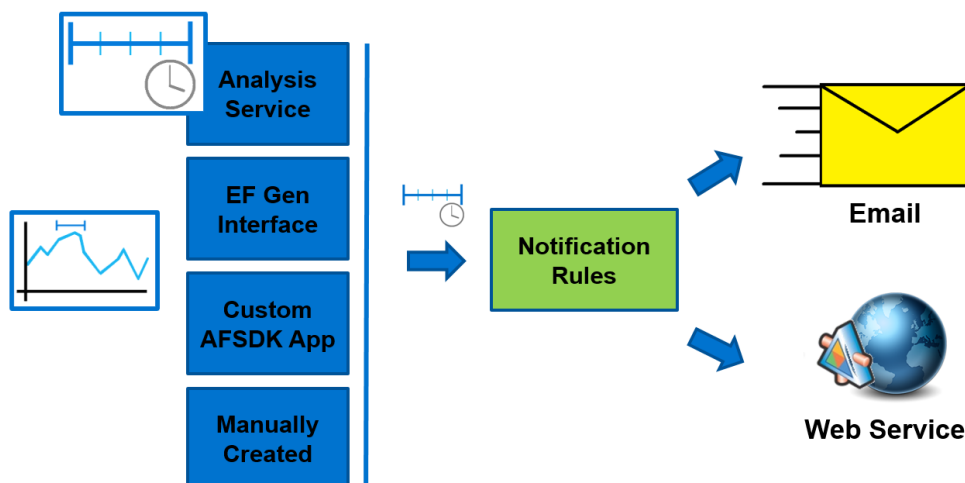 Analysis
Service
EF Gen
Interface
Custom
AFSDK App
Manually
Created
Notification
Rules
Email
Web Service